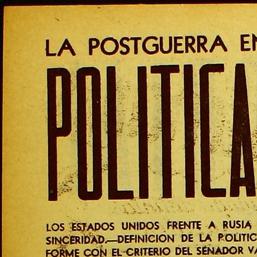 LA POSTGUERRA EN
POLITICA
LOS ESTADOS UNIDOS FRENTE A RUSIA
SINCERIDAD.—DEFINICION DE LA POLITIC
FORME CON EL CRITERIO DEL SENADOR VA